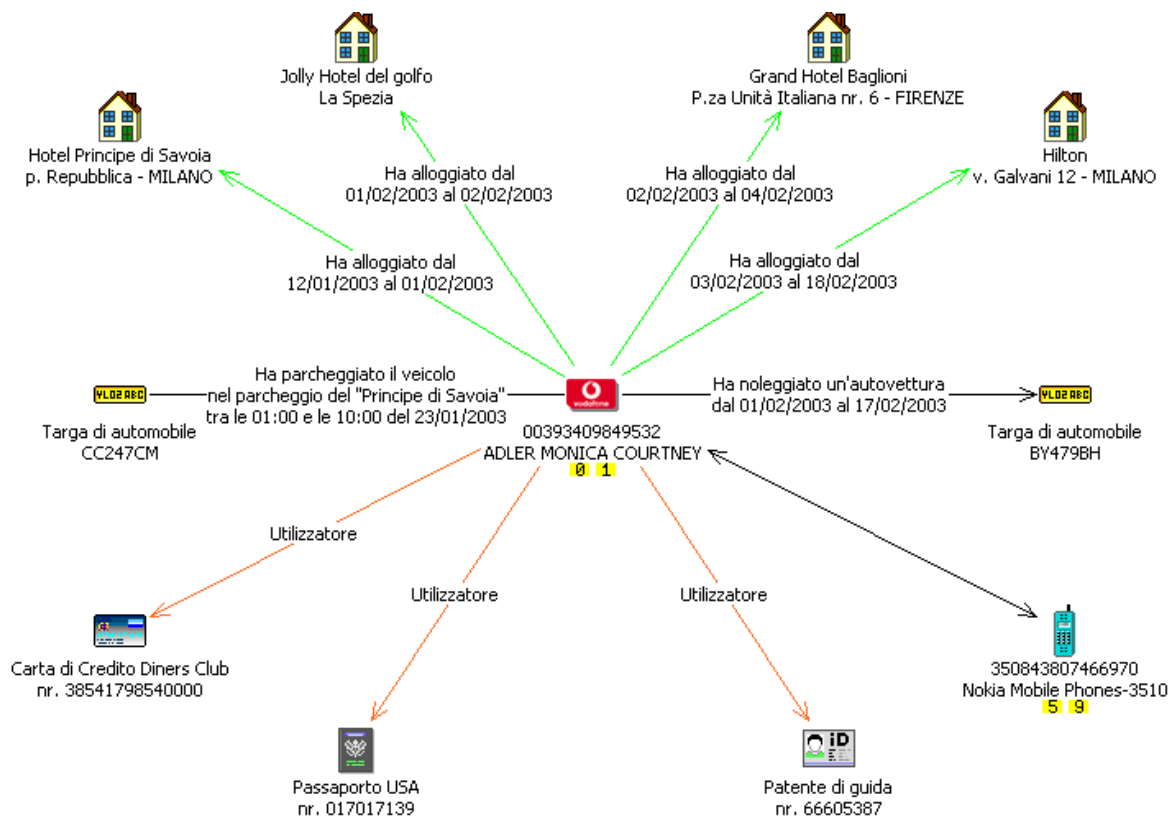 Jolly Hotel del golfo
La Spezia
Grand Hotel Baglioni
P.za Unità Italiana nr. 6 - FIRENZE
Hotel Principe di Savoia
p. Repubblica - MILANO
Hilton
v. Galvani 12 - MILANO
Ha alloggiato dal
01/02/2003 al 02/02/2003
Ha alloggiato dal
02/02/2003 al 04/02/2003
Ha alloggiato dal
12/01/2003 al 01/02/2003
Ha alloggiato dal
03/02/2003 al 18/02/2003
YL02 ABC
Targa di automobile
CC247CM
Ha parcheggiato il veicolo
nel parcheggio del "Principe di Savoia"
tra le 01:00 e le 10:00 del 23/01/2003
vodafone
00393409849532
ADLER MONICA COURTNEY
0 1
Ha noleggiato un'autovettura
dal 01/02/2003 al 17/02/2003
YL02 ABC
Targa di automobile
BY479BH
Utilizzatore
Utilizzatore
Utilizzatore
Carta di Credito Diners Club
nr. 38541798540000
350843807466970
Nokia Mobile Phones-3510
5 9
Passaporto USA
nr. 017017139
iD
Patente di guida
nr. 66605387